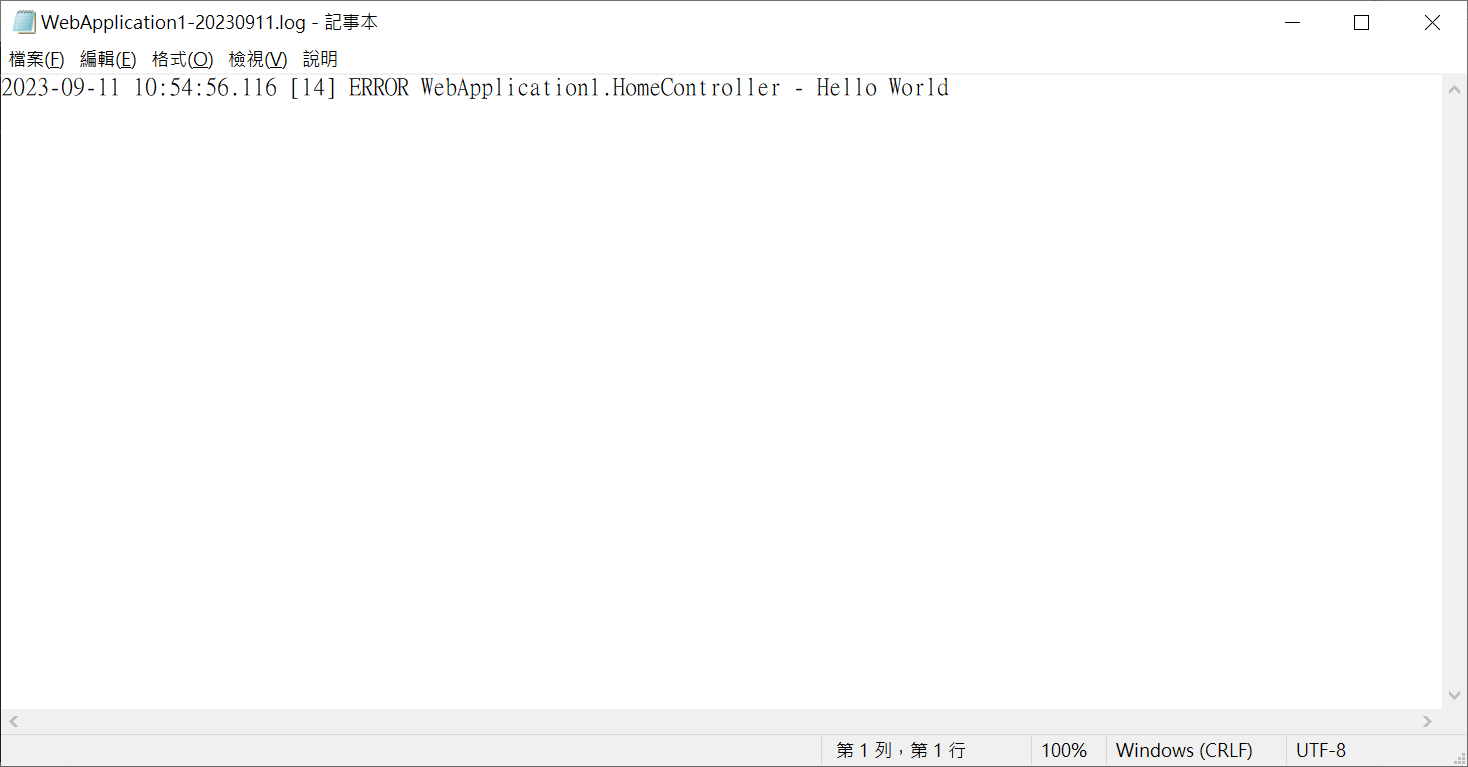 WebApplication1-20230911.log - 記事本
檔案(F) 編輯(E) 格式(O) 檢視(V) 說明
2023-09-11 10:54:56.116 [14] ERROR WebApplication1.HomeController - Hello World
第 1 列，第 1 行 100% Windows (CRLF) UTF-8